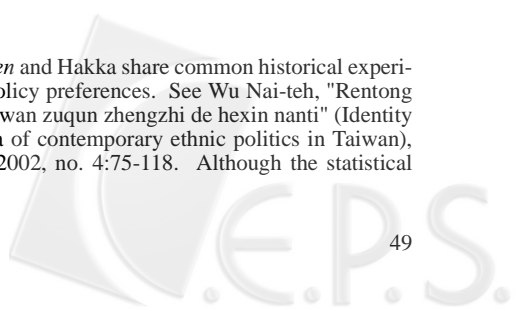 en and Hakka share common historical experi-
olicy preferences. See Wu Nai-teh, "Rentong
wan zuqun zhengzhi de hexin nanti" (Identity
of contemporary ethnic politics in Taiwan),
2002, no. 4:75-118. Although the statistical
49
C.E.P.S.